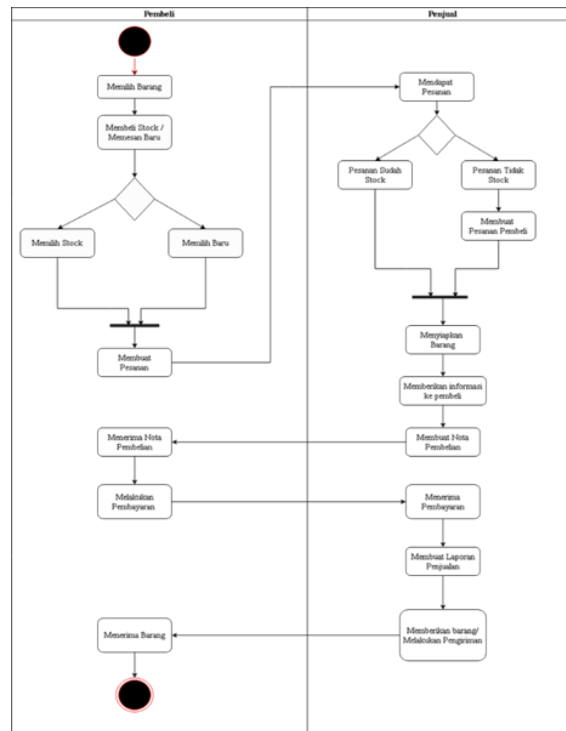 Pembeli
Penjual
Memilih Barang
Membeli Stock /
Memesan Baru
Memilih Stock
Memilih Baru
Membuat
Pesanan
Mendapat
Pesanan
Pesanan Sudah
Stock
Pesanan Tidak
Stock
Membuat
Pesanan Pembeli
Menyiapkan
Barang
Memberikan informasi
ke pembeli
Membuat Nota
Pembelian
Menerima Nota
Pembelian
Melakukan
Pembayaran
Menerima
Pembayaran
Membuat Laporan
Penjualan
Memberikan barang/
Melakukan Pengiriman
Menerima Barang